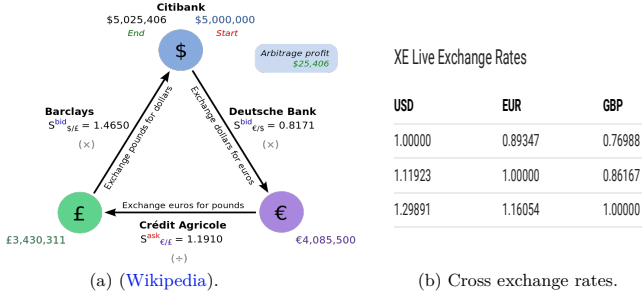 Citibank
$5,025,406 $5,000,000
End Start
$
Arbitrage profit
$25,406
Barclays
S^bid $/£ = 1.4650
(×)
Exchange pounds for dollars
Exchange dollars for euros
Deutsche Bank
S^bid €/$ = 0.8171
(×)
£
Exchange euros for pounds
€
Crédit Agricole
S^ask €/£ = 1.1910
(÷)
£3,430,311
€4,085,500
(a) (Wikipedia).
XE Live Exchange Rates
USD EUR GBP
1.00000 0.89347 0.76988
1.11923 1.00000 0.86167
1.29891 1.16054 1.00000
(b) Cross exchange rates.